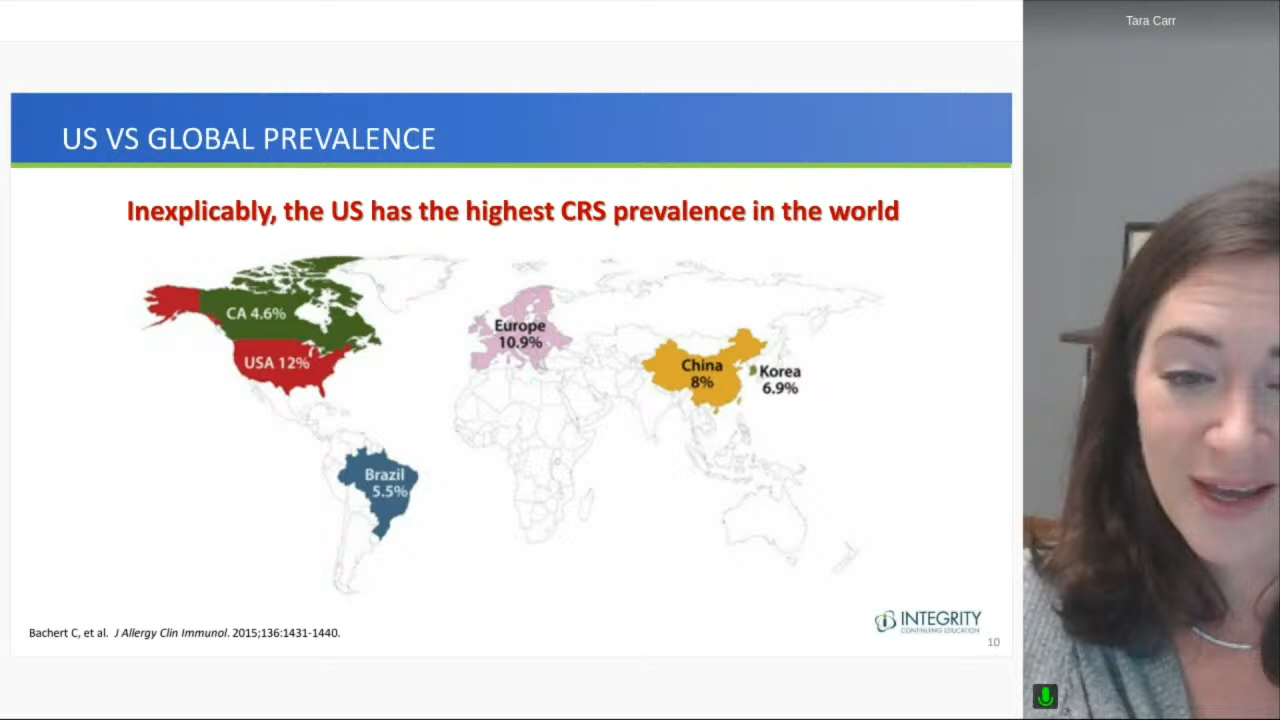 Tara Carr
US VS GLOBAL PREVALENCE
Inexplicably, the US has the highest CRS prevalence in the world
CA 4.6%
USA 12%
Europe
10.9%
China
8%
Korea
6.9%
Brazil
5.5%
Bachert C, et al. J Allergy Clin Immunol. 2015;136:1431-1440.
INTEGRITY
CONTINUING EDUCATION
10